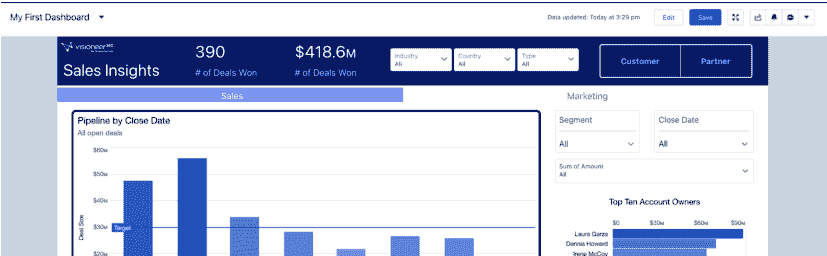 My First Dashboard
Data updated: Today at 3:29 pm
Edit
Save
visioneer360
Sales Insights
390
# of Deals Won
$418.6M
# of Deals Won
Industry
All
Country
All
Type
All
Customer
Partner
Sales
Marketing
Pipeline by Close Date
All open deals
$60M
$50M
$40M
$30M
$20M
Deal Size
Target
Segment
All
Close Date
All
Sum of Amount
All
Top Ten Account Owners
$0
$30M
$60M
$90M
Laura Garza
Dennis Howard
Irene McCoy